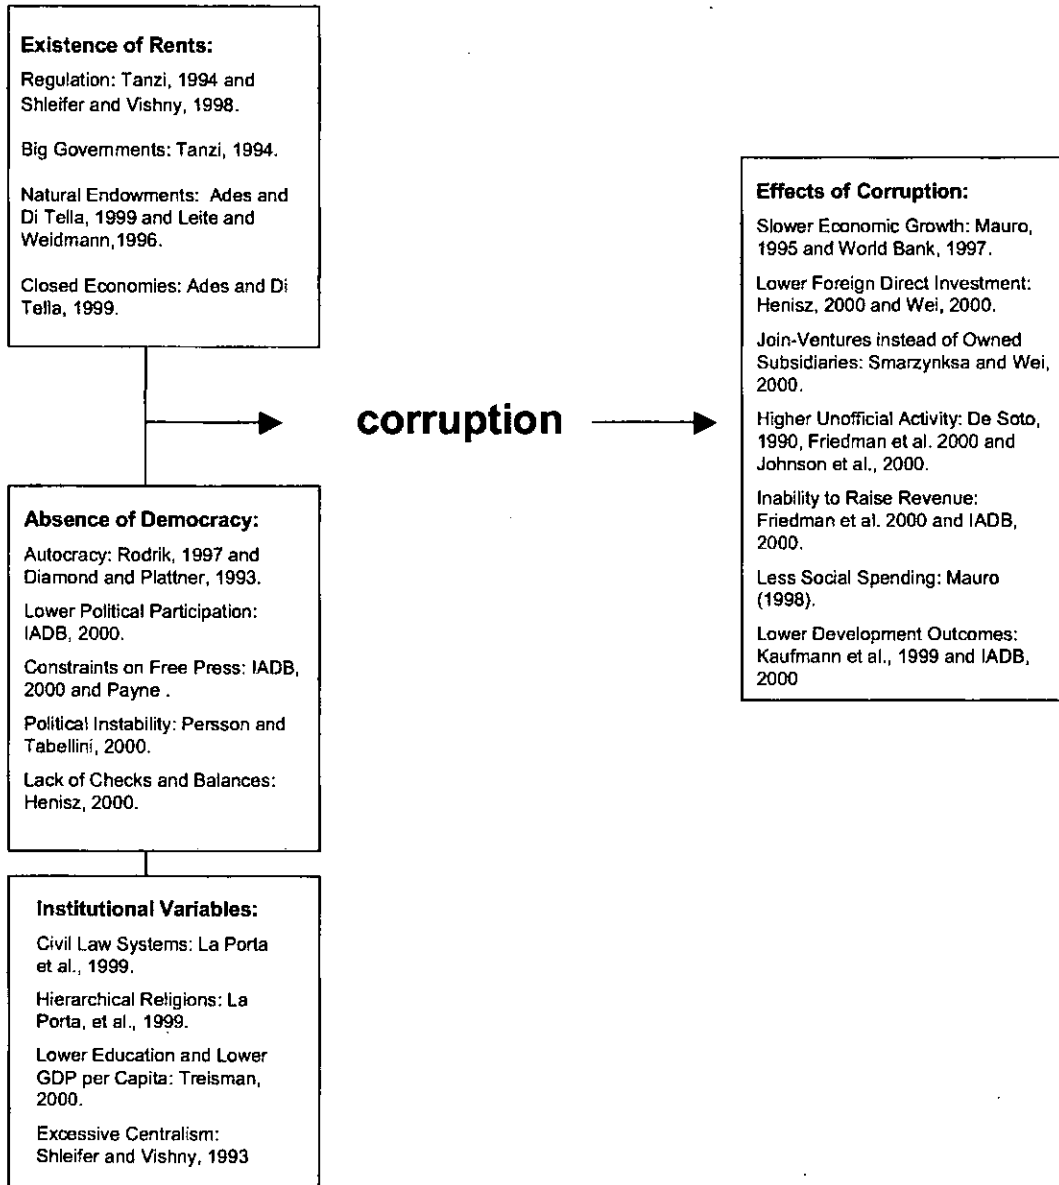 Existence of Rents:
Regulation: Tanzi, 1994 and
Shleifer and Vishny, 1998.
Big Governments: Tanzi, 1994.
Natural Endowments: Ades and
Di Tella, 1999 and Leite and
Weidmann,1996.
Closed Economies: Ades and Di
Tella, 1999.
corruption
Absence of Democracy:
Autocracy: Rodrik, 1997 and
Diamond and Plattner, 1993.
Lower Political Participation:
IADB, 2000.
Constraints on Free Press: IADB,
2000 and Payne .
Political Instability: Persson and
Tabellini, 2000.
Lack of Checks and Balances:
Henisz, 2000.
Institutional Variables:
Civil Law Systems: La Porta
et al., 1999.
Hierarchical Religions: La
Porta, et al., 1999.
Lower Education and Lower
GDP per Capita: Treisman,
2000.
Excessive Centralism:
Shleifer and Vishny, 1993
Effects of Corruption:
Slower Economic Growth: Mauro,
1995 and World Bank, 1997.
Lower Foreign Direct Investment:
Henisz, 2000 and Wei, 2000.
Join-Ventures instead of Owned
Subsidiaries: Smarzynksa and Wei,
2000.
Higher Unofficial Activity: De Soto,
1990, Friedman et al. 2000 and
Johnson et al., 2000.
Inability to Raise Revenue:
Friedman et al. 2000 and IADB,
2000.
Less Social Spending: Mauro
(1998).
Lower Development Outcomes:
Kaufmann et al., 1999 and IADB,
2000